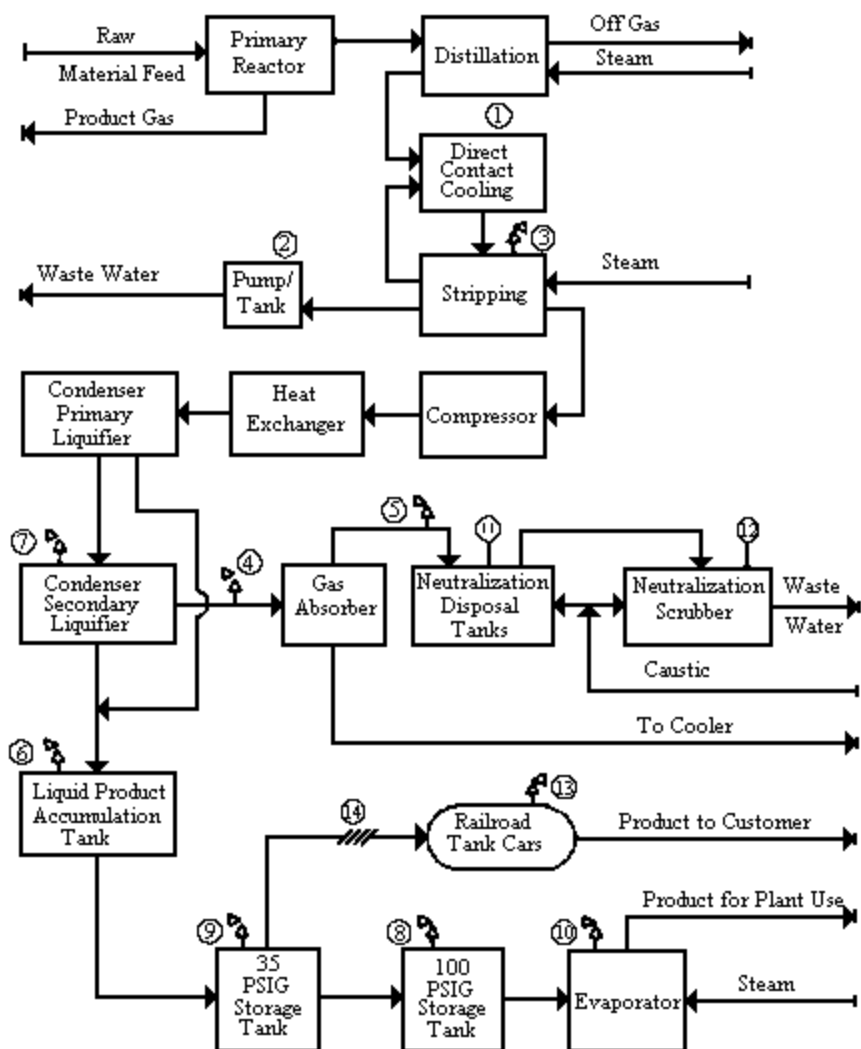 Raw
Material Feed
Primary
Reactor
Distillation
Off Gas
Steam
Product Gas
1
Direct
Contact
Cooling
2
3
Waste Water
Pump/
Tank
Stripping
Steam
Condenser
Primary
Liquifier
Heat
Exchanger
Compressor
7
4
5
11
12
Condenser
Secondary
Liquifier
Gas
Absorber
Neutralization
Disposal
Tanks
Neutralization
Scrubber
Waste
Water
Caustic
To Cooler
6
Liquid Product
Accumulation
Tank
14
13
Railroad
Tank Cars
Product to Customer
Product for Plant Use
9
8
10
35
PSIG
Storage
Tank
100
PSIG
Storage
Tank
Evaporator
Steam